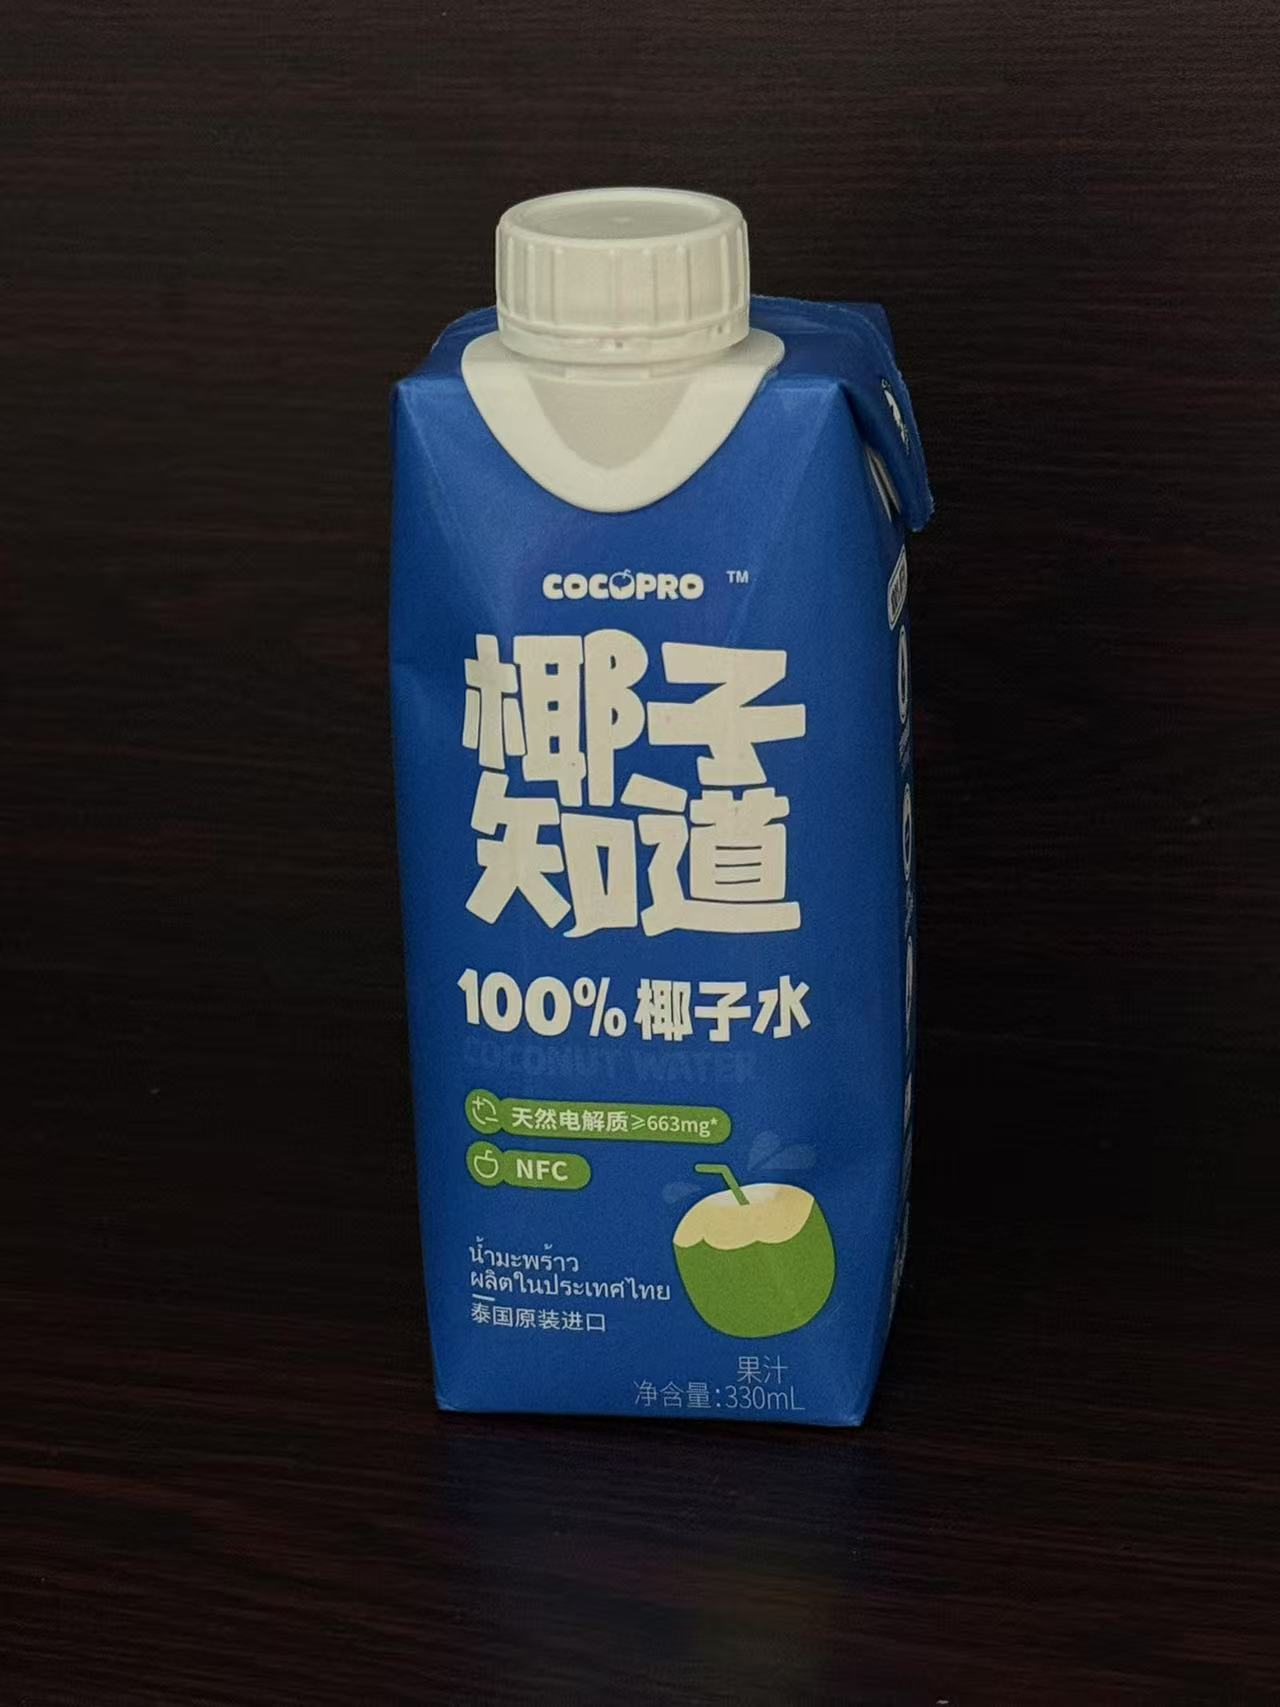 COCOPRO ™
椰子
知道
100%椰子水
COCONUT WATER
天然电解质≥663mg*
NFC
น้ำมะพร้าว
ผลิตในประเทศไทย
泰国原装进口
果汁
净含量:330mL